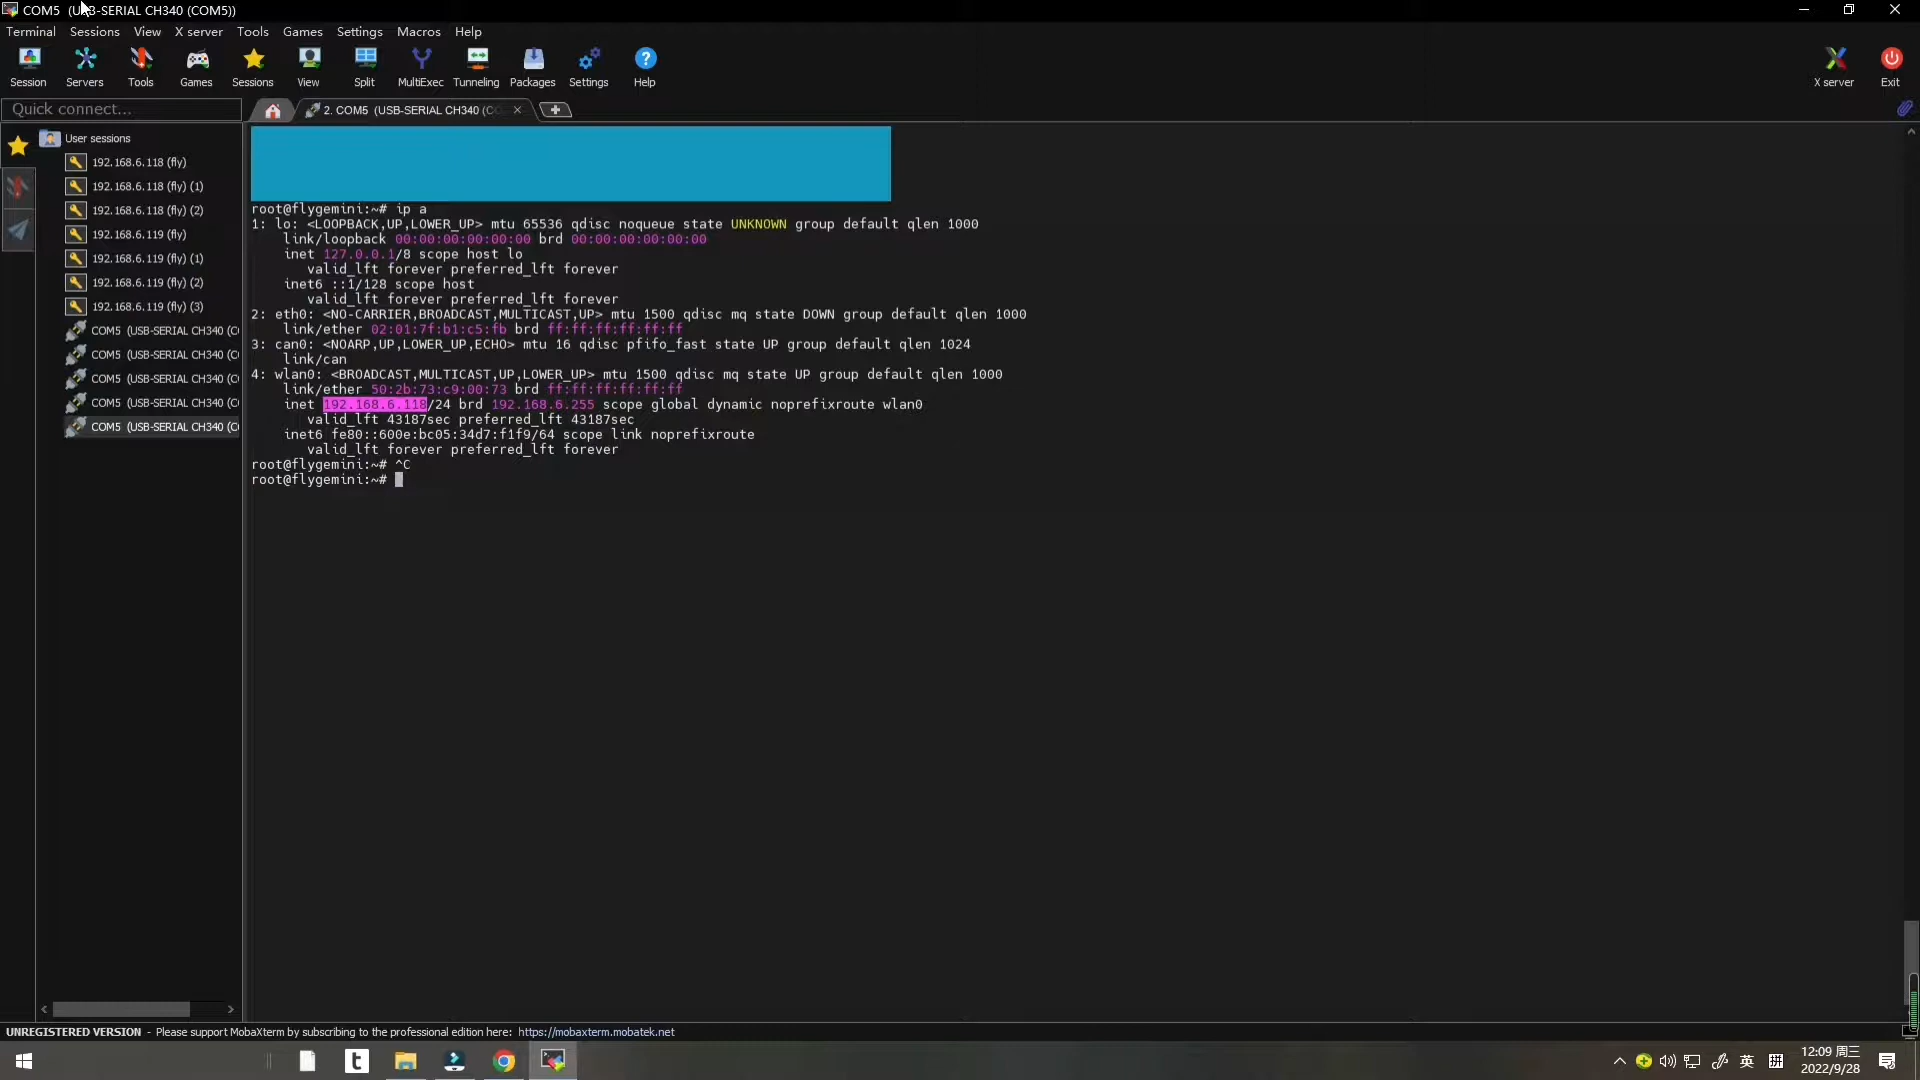 COM5 (USB-SERIAL CH340 (COM5))
Terminal Sessions View X server Tools Games Settings Macros Help
Session Servers Tools Games Sessions View Split MultiExec Tunneling Packages Settings Help X server Exit
Quick connect...
2. COM5 (USB-SERIAL CH340 (CO
User sessions
192.168.6.118 (fly)
192.168.6.118 (fly) (1)
192.168.6.118 (fly) (2)
192.168.6.119 (fly)
192.168.6.119 (fly) (1)
192.168.6.119 (fly) (2)
192.168.6.119 (fly) (3)
COM5 (USB-SERIAL CH340 (CO
COM5 (USB-SERIAL CH340 (CO
COM5 (USB-SERIAL CH340 (CO
COM5 (USB-SERIAL CH340 (CO
COM5 (USB-SERIAL CH340 (CO
root@flygemini:~# ip a
1: lo: <LOOPBACK,UP,LOWER_UP> mtu 65536 qdisc noqueue state UNKNOWN group default qlen 1000
link/loopback 00:00:00:00:00:00 brd 00:00:00:00:00:00
inet 127.0.0.1/8 scope host lo
valid_lft forever preferred_lft forever
inet6 ::1/128 scope host
valid_lft forever preferred_lft forever
2: eth0: <NO-CARRIER,BROADCAST,MULTICAST,UP> mtu 1500 qdisc mq state DOWN group default qlen 1000
link/ether 02:01:7f:b1:c5:fb brd ff:ff:ff:ff:ff:ff
3: can0: <NOARP,UP,LOWER_UP,ECHO> mtu 16 qdisc pfifo_fast state UP group default qlen 1024
link/can
4: wlan0: <BROADCAST,MULTICAST,UP,LOWER_UP> mtu 1500 qdisc mq state UP group default qlen 1000
link/ether 50:2b:73:c9:00:73 brd ff:ff:ff:ff:ff:ff
inet 192.168.6.118/24 brd 192.168.6.255 scope global dynamic noprefixroute wlan0
valid_lft 43187sec preferred_lft 43187sec
inet6 fe80::600e:bc05:34d7:f1f9/64 scope link noprefixroute
valid_lft forever preferred_lft forever
root@flygemini:~# ^C
root@flygemini:~#
UNREGISTERED VERSION - Please support MobaXterm by subscribing to the professional edition here: https://mobaxterm.mobatek.net
t
英 拼
12:09 周三
2022/9/28